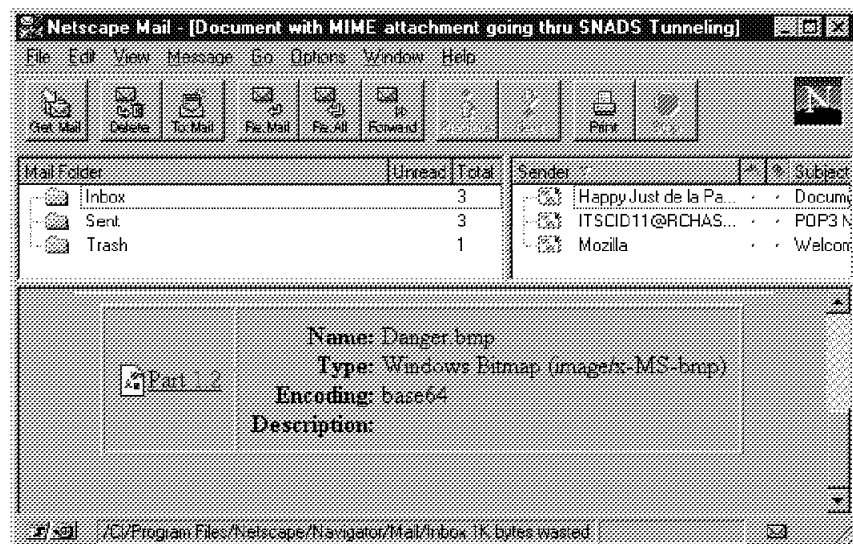 Netscape Mail - [Document with MIME attachment going thru SNADS Tunneling]
File Edit View Message Go Options Window Help
Get Mail Delete To: Mail Re: Mail Re: All Forward Print
Mail Folder Unread Total Sender Subject
Inbox 3 Happy Just de la Pa... Docum
Sent 3 ITSCID11@RCHAS... POP3 N
Trash 1 Mozilla Welcom
Name: Danger.bmp
Part 1.2 Type: Windows Bitmap (image/x-MS-bmp)
Encoding: base64
Description:
/C|/Program Files/Netscape/Navigator/Mail/Inbox 1K bytes wasted